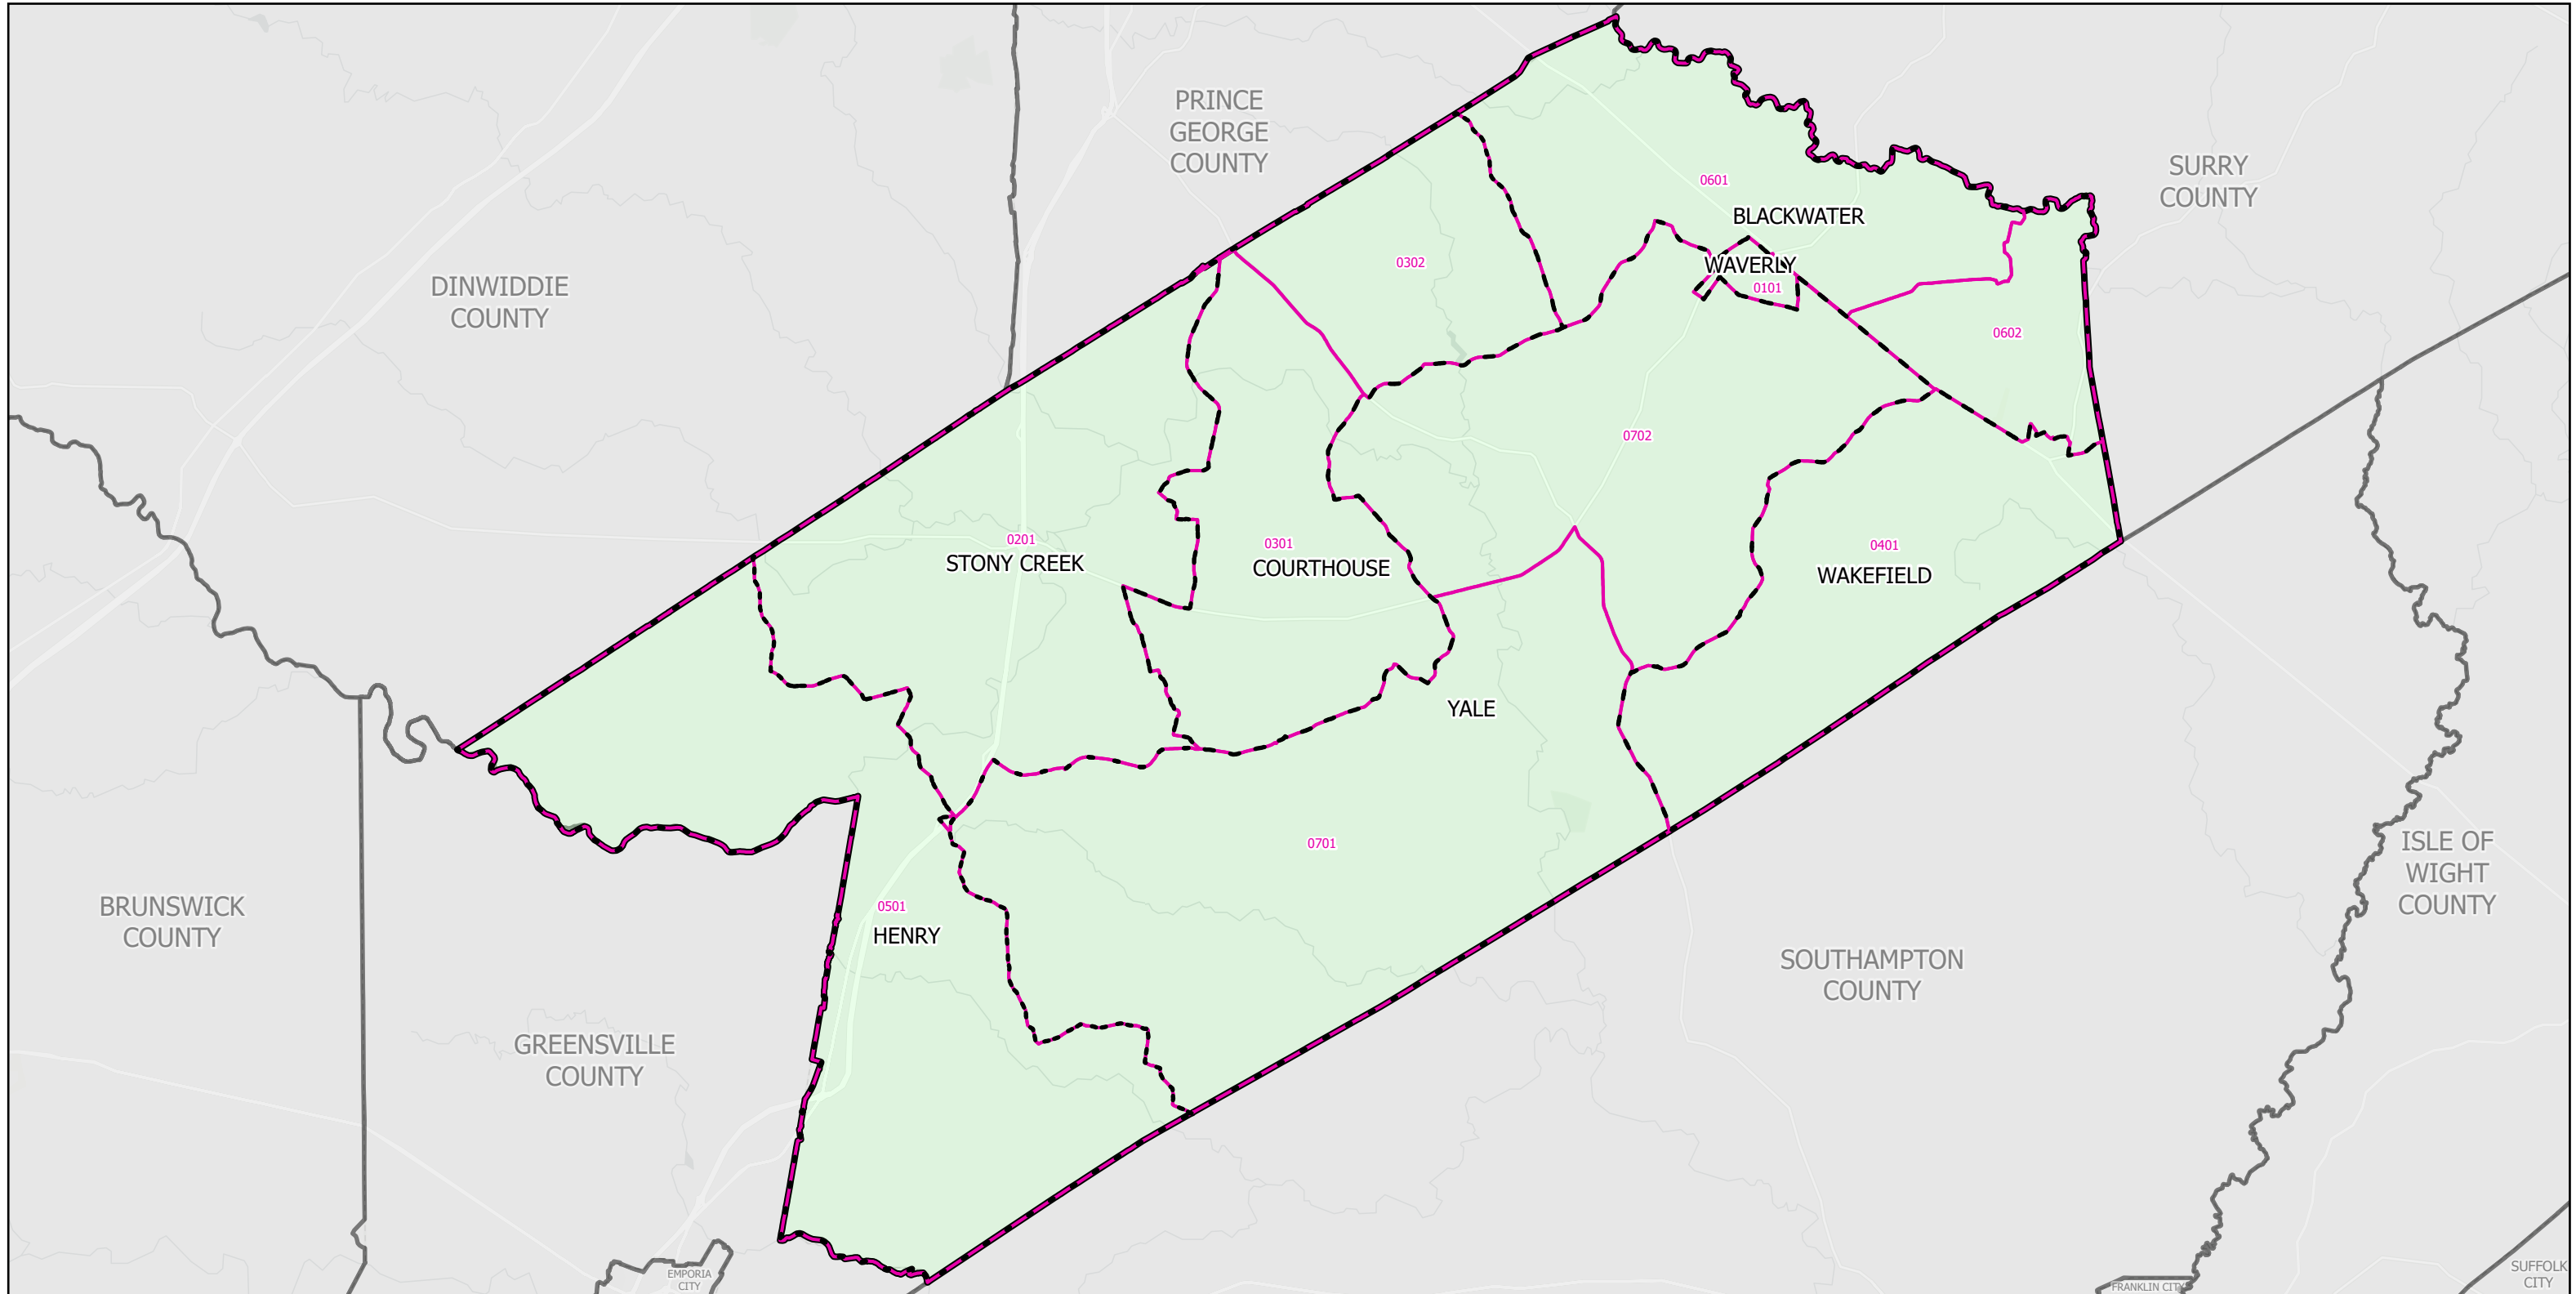 PRINCE
GEORGE
COUNTY
SURRY
COUNTY
0601
BLACKWATER
WAVERLY
0101
0302
DINWIDDIE
COUNTY
0602
0702
0201
STONY CREEK
0301
COURTHOUSE
0401
WAKEFIELD
YALE
0701
ISLE OF
WIGHT
COUNTY
BRUNSWICK
COUNTY
0501
HENRY
SOUTHAMPTON
COUNTY
GREENSVILLE
COUNTY
EMPORIA
CITY
FRANKLIN CITY
SUFFOLK
CITY